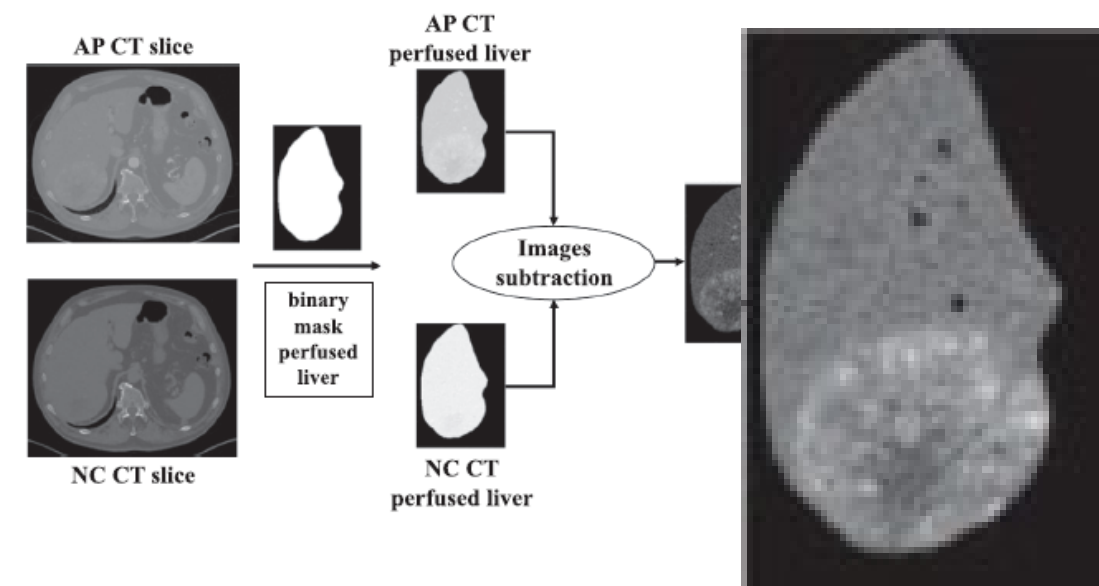 AP CT slice
AP CT
perfused liver
binary
mask
perfused
liver
Images
subtraction
NC CT slice
NC CT
perfused liver